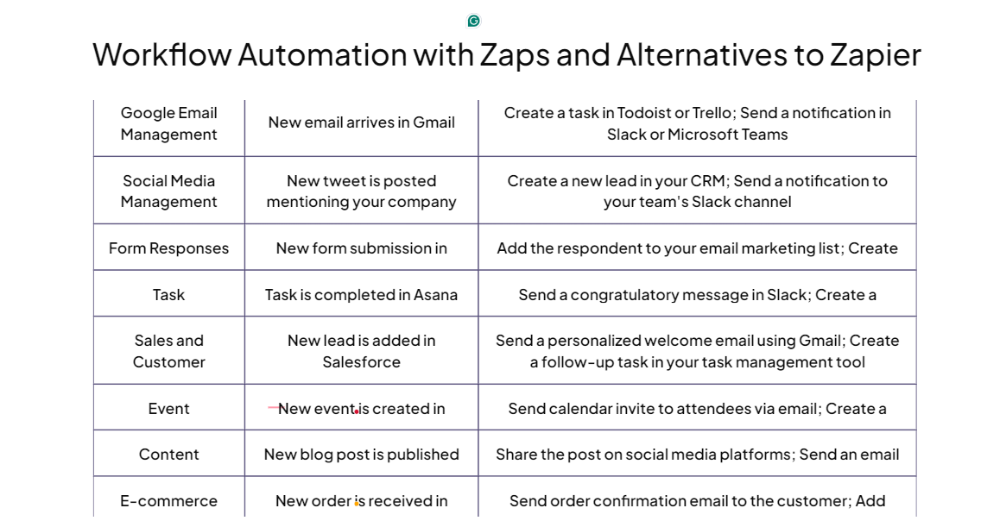 Workflow Automation with Zaps and Alternatives to Zapier
Google Email
Management
New email arrives in Gmail
Create a task in Todoist or Trello; Send a notification in
Slack or Microsoft Teams
Social Media
Management
New tweet is posted
mentioning your company
Create a new lead in your CRM; Send a notification to
your team's Slack channel
Form Responses
New form submission in
Add the respondent to your email marketing list; Create
Task
Task is completed in Asana
Send a congratulatory message in Slack; Create a
Sales and
Customer
New lead is added in
Salesforce
Send a personalized welcome email using Gmail; Create
a follow-up task in your task management tool
Event
New event is created in
Send calendar invite to attendees via email; Create a
Content
New blog post is published
Share the post on social media platforms; Send an email
E-commerce
New order is received in
Send order confirmation email to the customer; Add